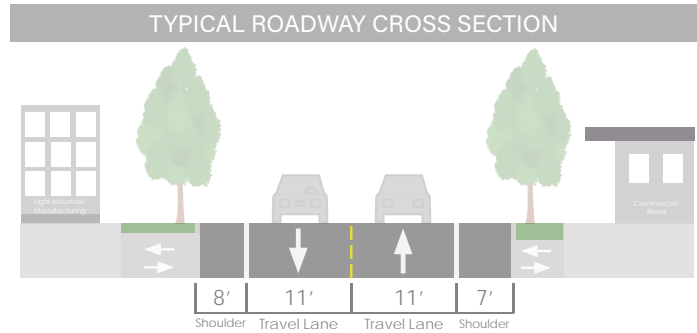 TYPICAL ROADWAY CROSS SECTION
Light Industrial/
Manufacturing
Commercial/
Retail
8' 11' 11' 7'
Shoulder Travel Lane Travel Lane Shoulder